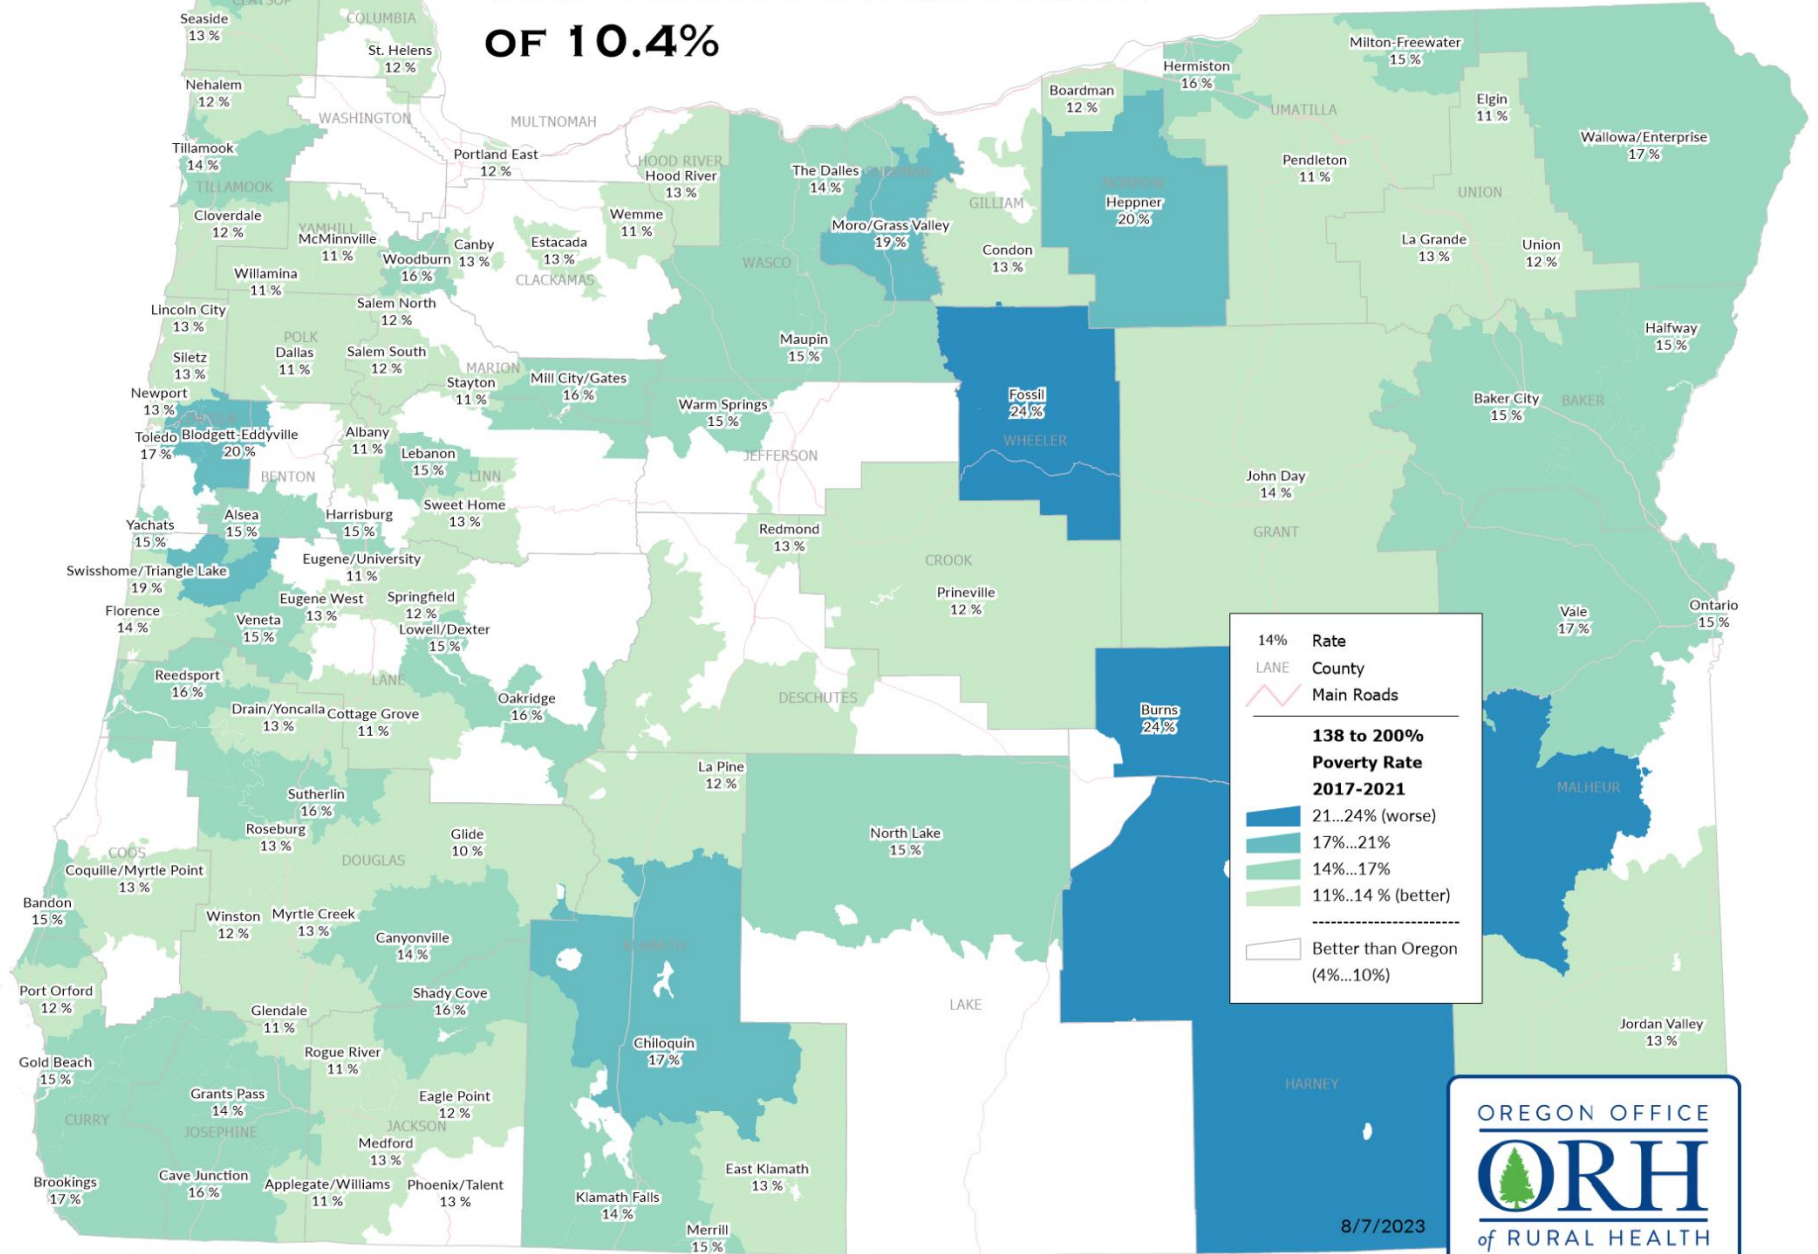 OF 10.4%
CLATSOP
Seaside
13 %
COLUMBIA
St. Helens
12 %
Nehalem
12 %
WASHINGTON
MULTNOMAH
Portland East
12 %
HOOD RIVER
Hood River
13 %
The Dalles
14 %
Boardman
12 %
Hermiston
16 %
Milton-Freewater
15 %
UMATILLA
Elgin
11 %
Wallowa/Enterprise
17 %
Pendleton
11 %
UNION
Tillamook
14 %
TILLAMOOK
Cloverdale
12 %
YAMHILL
McMinnville
11 %
Willamina
11 %
Woodburn
16 %
Canby
13 %
Estacada
13 %
CLACKAMAS
Wemme
11 %
WASCO
Moro/Grass Valley
19 %
GILLIAM
Condon
13 %
Heppner
20 %
La Grande
13 %
Union
12 %
Lincoln City
13 %
POLK
Dallas
11 %
Salem North
12 %
Salem South
12 %
MARION
Stayton
11 %
Mill City/Gates
16 %
Maupin
15 %
Halfway
15 %
Siletz
13 %
Newport
13 %
Toledo
17 %
Blodgett-Eddyville
20 %
BENTON
Albany
11 %
Lebanon
15 %
LINN
Sweet Home
13 %
Warm Springs
15 %
JEFFERSON
Fossil
24 %
WHEELER
Baker City
15 %
BAKER
John Day
14 %
GRANT
Yachats
15 %
Alsea
15 %
Harrisburg
15 %
Redmond
13 %
CROOK
Prineville
12 %
Eugene/University
11 %
Swisshome/Triangle Lake
19 %
Florence
14 %
Veneta
15 %
Eugene West
13 %
Springfield
12 %
Lowell/Dexter
15 %
Vale
17 %
Ontario
15 %
Reedsport
16 %
LANE
Drain/Yoncalla
13 %
Cottage Grove
11 %
Oakridge
16 %
DESCHUTES
Burns
24 %
La Pine
12 %
Sutherlin
16 %
Roseburg
13 %
Glide
10 %
DOUGLAS
North Lake
15 %
MALHEUR
COOS
Coquille/Myrtle Point
13 %
Bandon
15 %
Winston
12 %
Myrtle Creek
13 %
Canyonville
14 %
KLAMATH
Port Orford
12 %
Shady Cove
16 %
Glendale
11 %
LAKE
Jordan Valley
13 %
Gold Beach
15 %
Rogue River
11 %
Chiloquin
17 %
Grants Pass
14 %
Eagle Point
12 %
CURRY
JOSEPHINE
JACKSON
Medford
13 %
HARNEY
Brookings
17 %
Cave Junction
16 %
Applegate/Williams
11 %
Phoenix/Talent
13 %
Klamath Falls
14 %
East Klamath
13 %
Merrill
15 %
14% Rate
LANE County
Main Roads
138 to 200%
Poverty Rate
2017-2021
21...24% (worse)
17%...21%
14%...17%
11%..14 % (better)
Better than Oregon
(4%...10%)
8/7/2023
OREGON OFFICE
ORH
of RURAL HEALTH